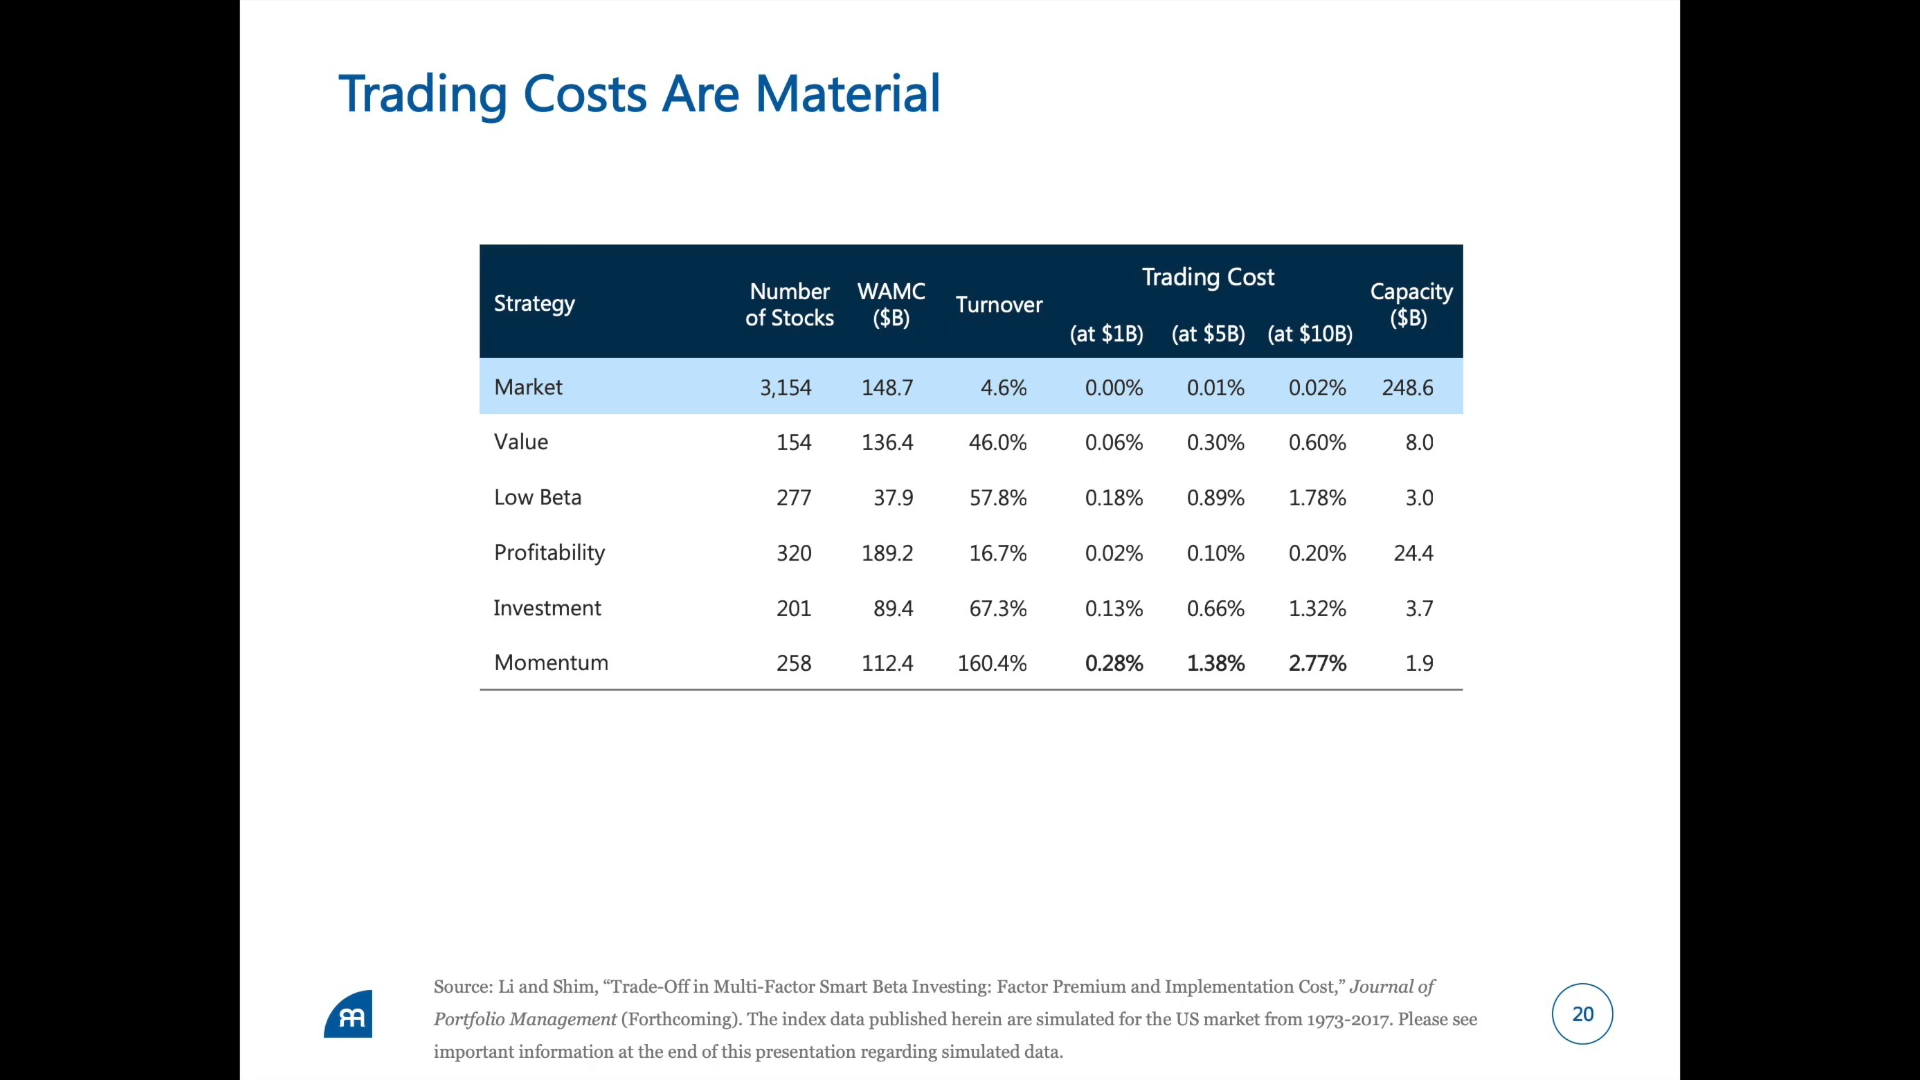 Trading Costs Are Material
Strategy Number of Stocks WAMC ($B) Turnover Trading Cost (at $1B) (at $5B) (at $10B) Capacity ($B)
Market 3,154 148.7 4.6% 0.00% 0.01% 0.02% 248.6
Value 154 136.4 46.0% 0.06% 0.30% 0.60% 8.0
Low Beta 277 37.9 57.8% 0.18% 0.89% 1.78% 3.0
Profitability 320 189.2 16.7% 0.02% 0.10% 0.20% 24.4
Investment 201 89.4 67.3% 0.13% 0.66% 1.32% 3.7
Momentum 258 112.4 160.4% 0.28% 1.38% 2.77% 1.9
Source: Li and Shim, “Trade-Off in Multi-Factor Smart Beta Investing: Factor Premium and Implementation Cost,” Journal of
Portfolio Management (Forthcoming). The index data published herein are simulated for the US market from 1973-2017. Please see
important information at the end of this presentation regarding simulated data.
20